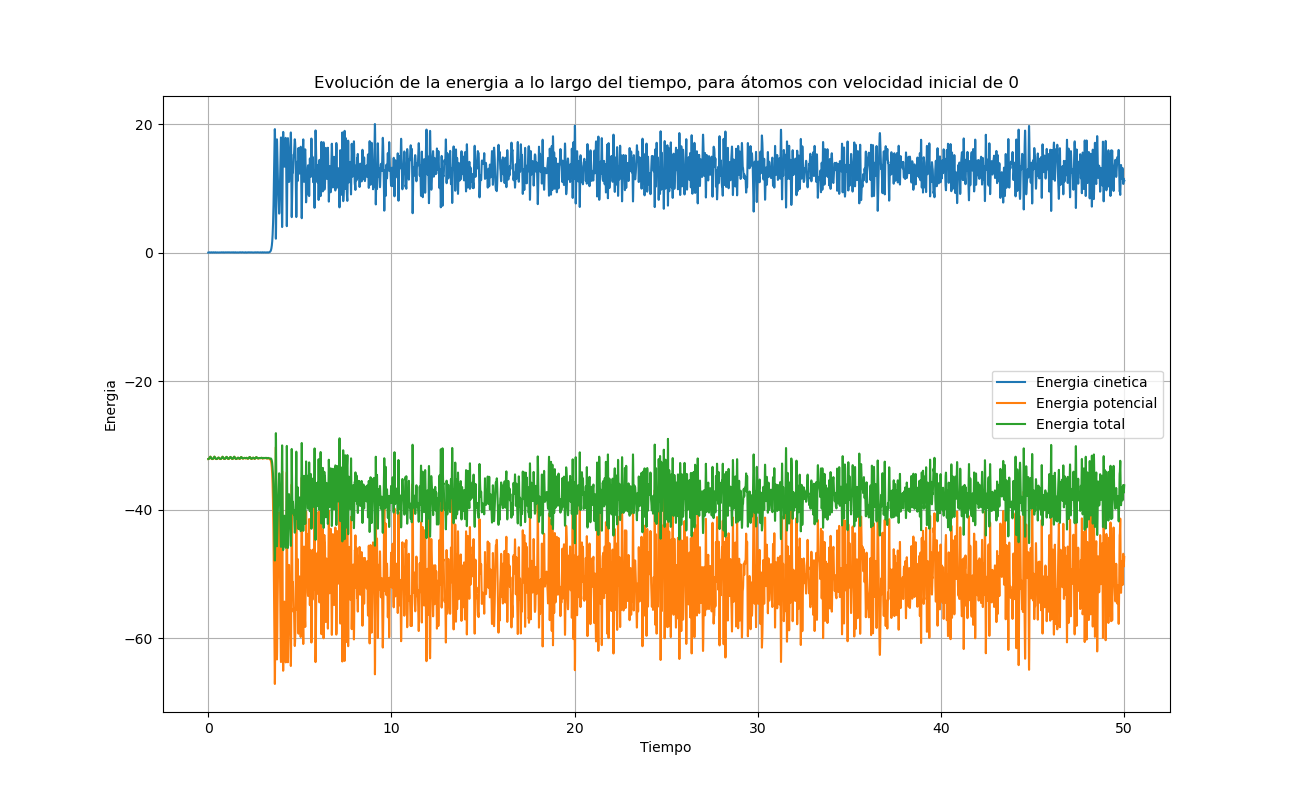 Evolución de la energia a lo largo del tiempo, para átomos con velocidad inicial de 0
20
0
−20
−40
−60
Energia
Energia cinetica
Energia potencial
Energia total
0 10 20 30 40 50
Tiempo